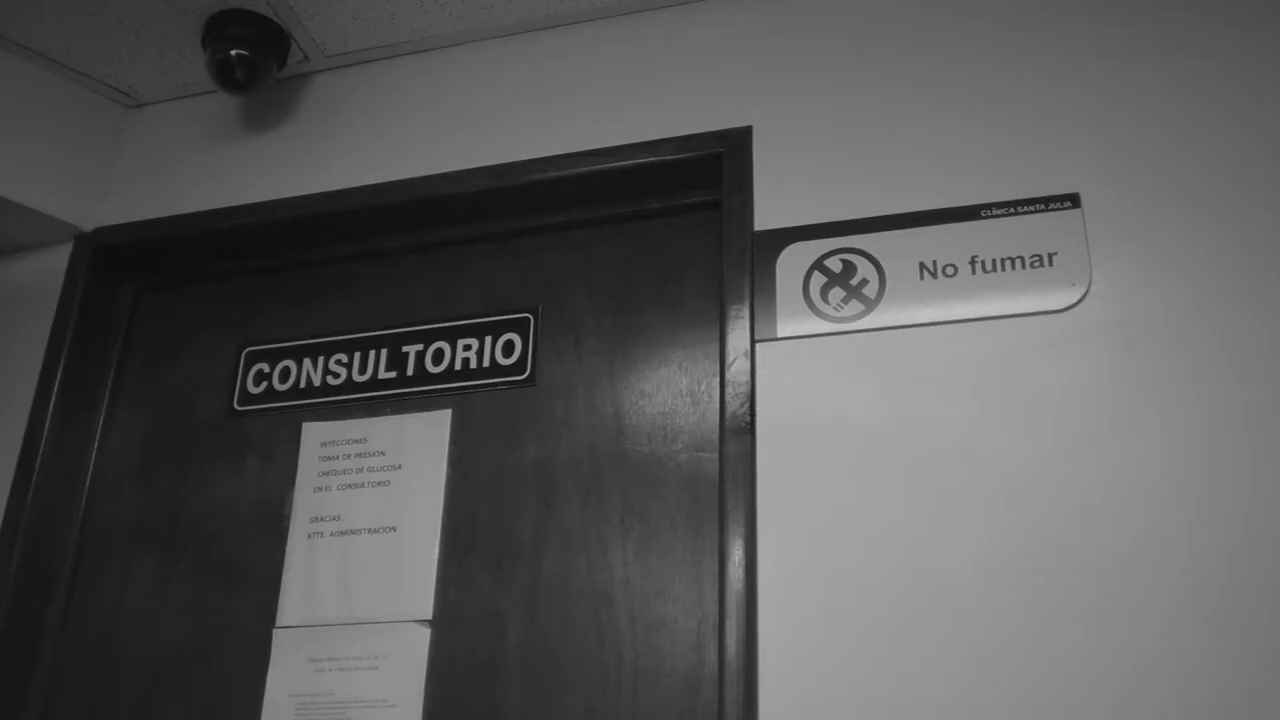 CLÍNICA SANTA JULIA
No fumar
CONSULTORIO
INYECCIONES
TOMA DE PRESION
CHEQUEO DE GLUCOSA
EN EL CONSULTORIO
GRACIAS.
ATTE. ADMINISTRACION